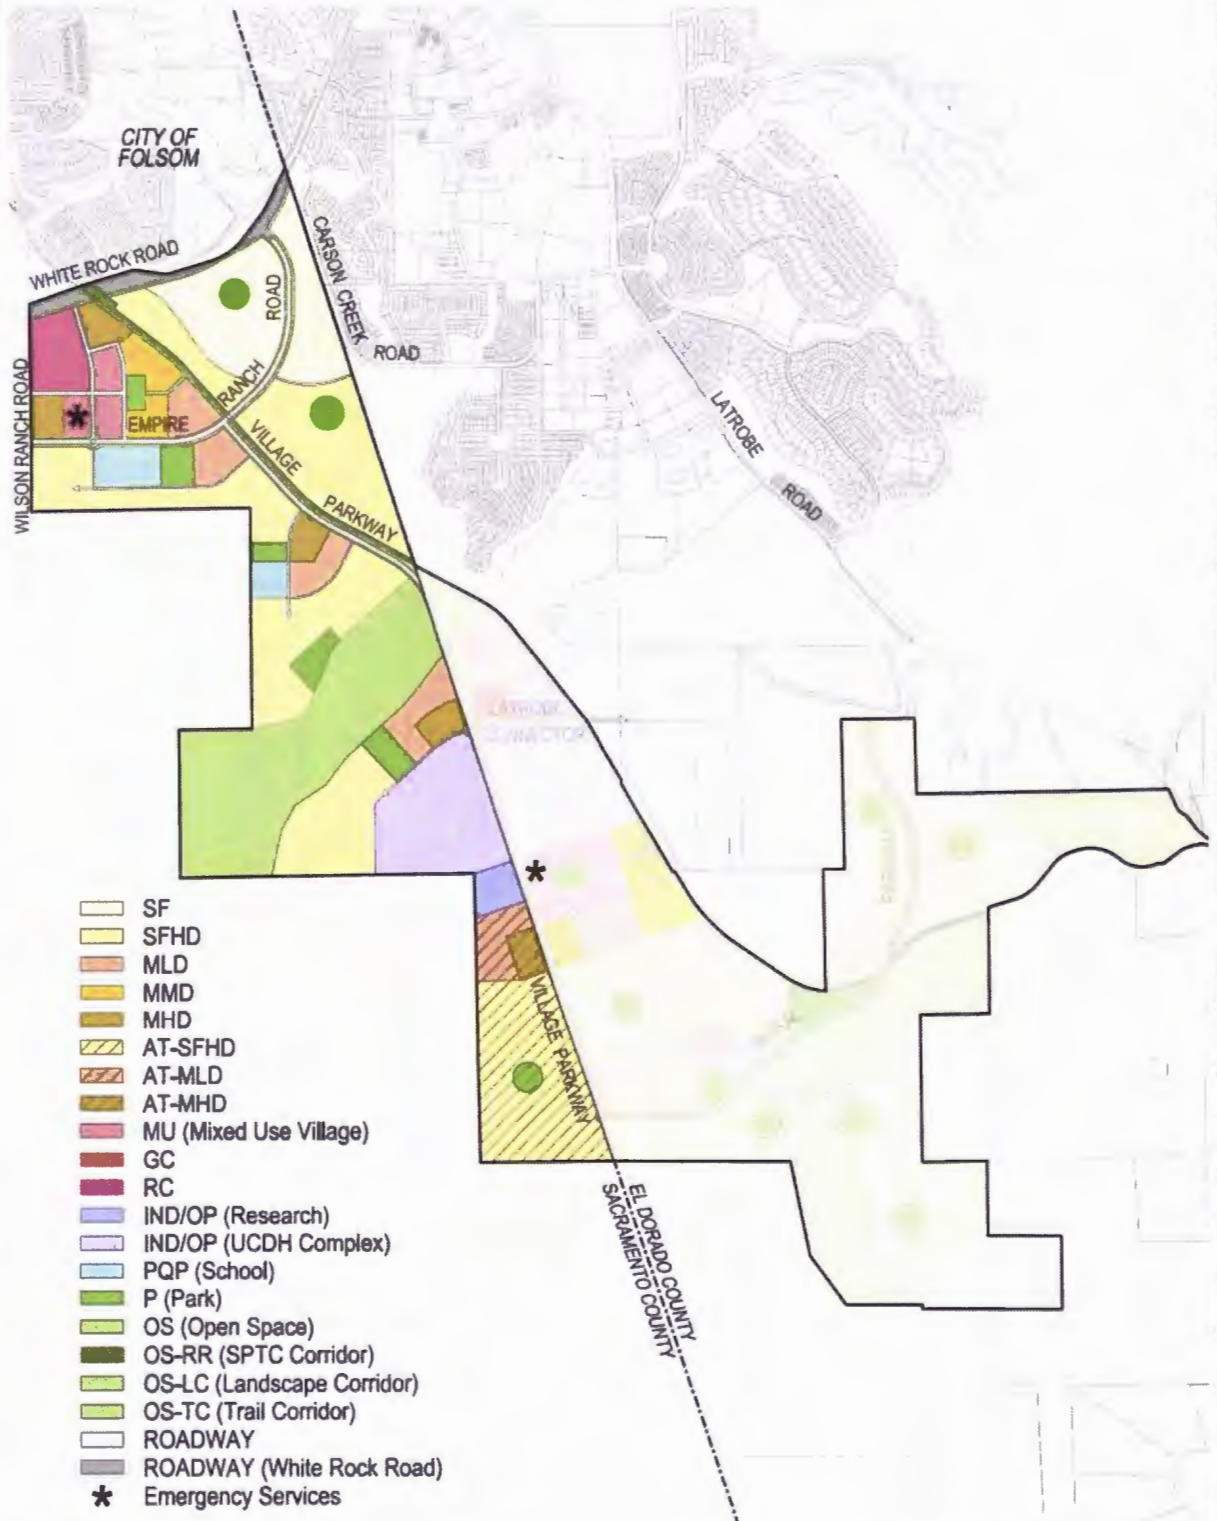 CITY OF
FOLSOM
WHITE ROCK ROAD
CARSON CREEK
ROAD
ROAD
WILSON RANCH ROAD
RANCH
EMPIRE
VILLAGE
PARKWAY
LATROBE
ROAD
LATROBE
CONNECTOR
PARKWAY
VILLAGE PARKWAY
EL DORADO COUNTY
SACRAMENTO COUNTY
SF
SFHD
MLD
MMD
MHD
AT-SFHD
AT-MLD
AT-MHD
MU (Mixed Use Village)
GC
RC
IND/OP (Research)
IND/OP (UCDH Complex)
PQP (School)
P (Park)
OS (Open Space)
OS-RR (SPTC Corridor)
OS-LC (Landscape Corridor)
OS-TC (Trail Corridor)
ROADWAY
ROADWAY (White Rock Road)
* Emergency Services